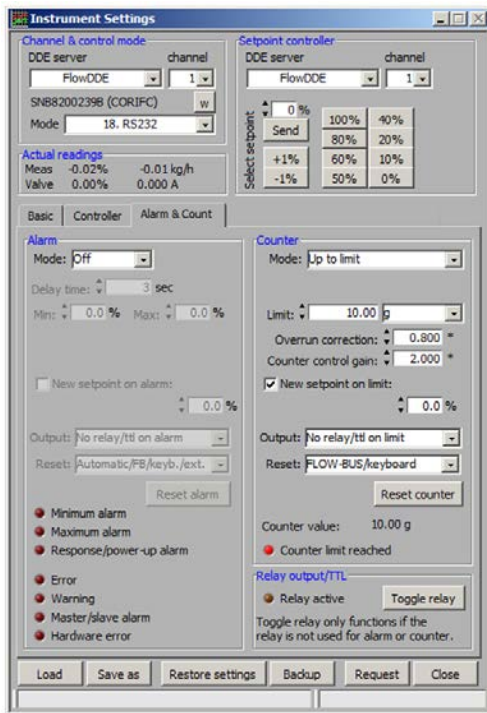 Instrument Settings
Channel & control mode
DDE server channel
FlowDDE 1
SNB8200239B (CORIFC) w
Mode 18. RS232
Setpoint controller
DDE server channel
FlowDDE 1
Select setpoint
0 %
Send
+1%
-1%
100% 40%
80% 20%
60% 10%
50% 0%
Actual readings
Meas -0.02% -0.01 kg/h
Valve 0.00% 0.000 A
Basic Controller Alarm & Count
Alarm
Mode: Off
Delay time: 3 sec
Min: 0.0 % Max: 0.0 %
New setpoint on alarm:
0.0 %
Output: No relay/ttl on alarm
Reset: Automatic/FB/keyb./ext.
Reset alarm
Minimum alarm
Maximum alarm
Response/power-up alarm
Error
Warning
Master/slave alarm
Hardware error
Counter
Mode: Up to limit
Limit: 10.00 g
Overrun correction: 0.800 *
Counter control gain: 2.000 *
New setpoint on limit:
0.0 %
Output: No relay/ttl on limit
Reset: FLOW-BUS/keyboard
Reset counter
Counter value: 10.00 g
Counter limit reached
Relay output/TTL
Relay active Toggle relay
Toggle relay only functions if the
relay is not used for alarm or counter.
Load Save as Restore settings Backup Request Close